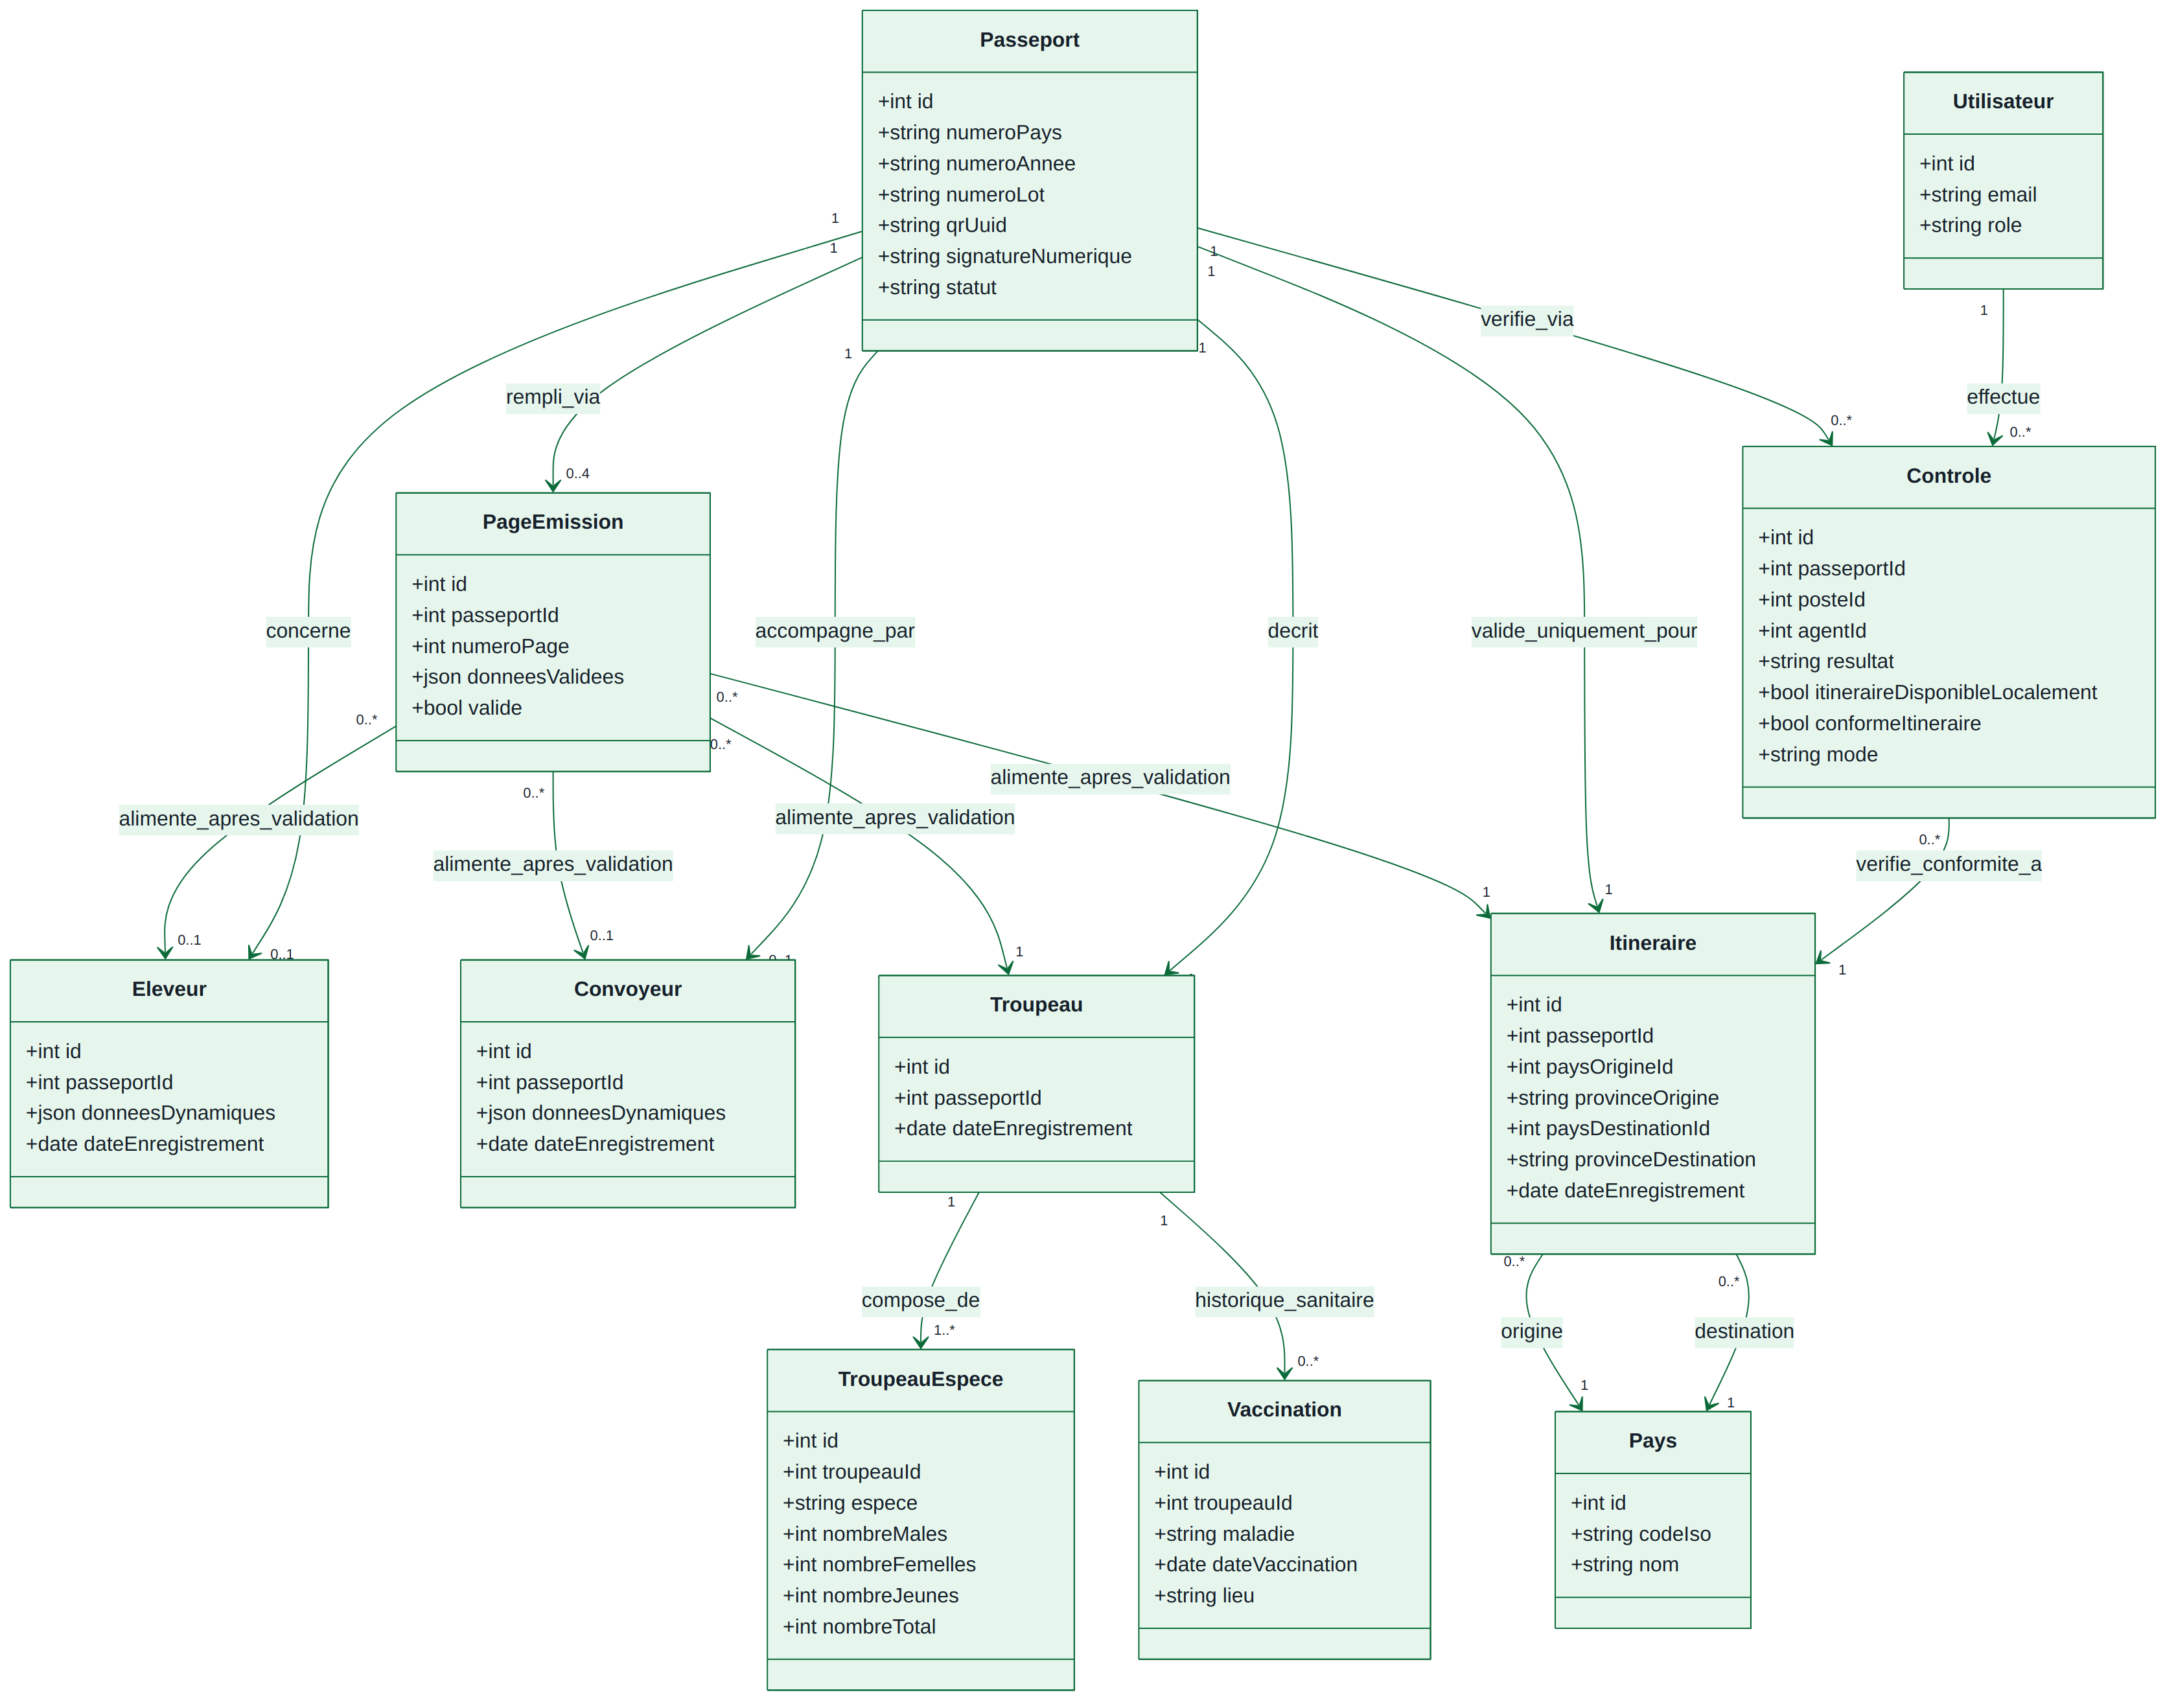 Passeport
+int id
+string numeroPays
+string numeroAnnee
+string numeroLot
+string qrUuid
+string signatureNumerique
+string statut
Utilisateur
+int id
+string email
+string role
1
1
1
1
1
1
1
verifie_via
rempli_via
effectue
0..4
0..*
0..*
PageEmission
+int id
+int passeportId
+int numeroPage
+json donneesValidees
+bool valide
Controle
+int id
+int passeportId
+int posteId
+int agentId
+string resultat
+bool itineraireDisponibleLocalement
+bool conformeItineraire
+string mode
concerne
accompagne_par
decrit
valide_uniquement_pour
0..*
0..*
0..*
0..*
0..*
alimente_apres_validation
alimente_apres_validation
alimente_apres_validation
alimente_apres_validation
verifie_conformite_a
0..1
0..1
0..1
1
1
1
1
Eleveur
+int id
+int passeportId
+json donneesDynamiques
+date dateEnregistrement
Convoyeur
+int id
+int passeportId
+json donneesDynamiques
+date dateEnregistrement
Troupeau
+int id
+int passeportId
+date dateEnregistrement
Itineraire
+int id
+int passeportId
+int paysOrigineId
+string provinceOrigine
+int paysDestinationId
+string provinceDestination
+date dateEnregistrement
1
1
0..*
0..*
compose_de
historique_sanitaire
origine
destination
1..*
0..*
1
1
TroupeauEspece
+int id
+int troupeauId
+string espece
+int nombreMales
+int nombreFemelles
+int nombreJeunes
+int nombreTotal
Vaccination
+int id
+int troupeauId
+string maladie
+date dateVaccination
+string lieu
Pays
+int id
+string codeIso
+string nom